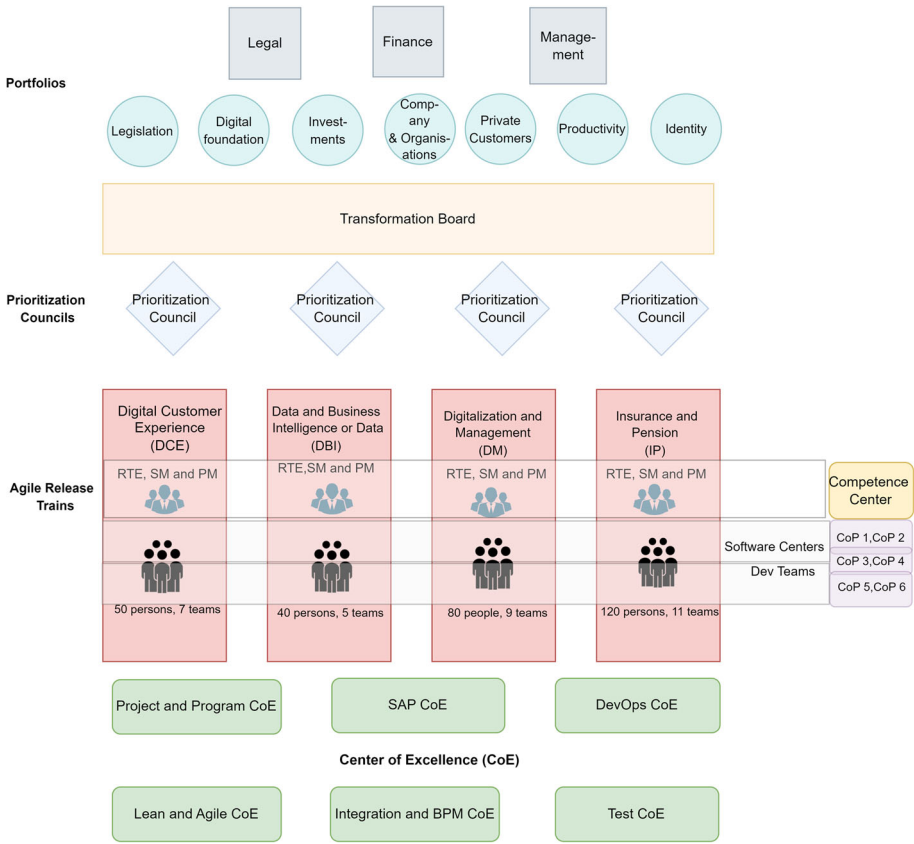 Legal
Finance
Manage-
ment
Portfolios
Legislation
Digital
foundation
Invest-
ments
Comp-
any
& Organis-
ations
Private
Customers
Productivity
Identity
Transformation Board
Prioritization
Councils
Prioritization
Council
Prioritization
Council
Prioritization
Council
Prioritization
Council
Digital Customer
Experience
(DCE)
Data and Business
Intelligence or Data
(DBI)
Digitalization and
Management
(DM)
Insurance and
Pension
(IP)
Agile Release
Trains
RTE, SM and PM
RTE,SM and PM
RTE, SM and PM
RTE, SM and PM
Competence
Center
Software Centers
Dev Teams
CoP 1,CoP 2
CoP 3,CoP 4
CoP 5,CoP 6
50 persons, 7 teams
40 persons, 5 teams
80 people, 9 teams
120 persons, 11 teams
Project and Program CoE
SAP CoE
DevOps CoE
Center of Excellence (CoE)
Lean and Agile CoE
Integration and BPM CoE
Test CoE